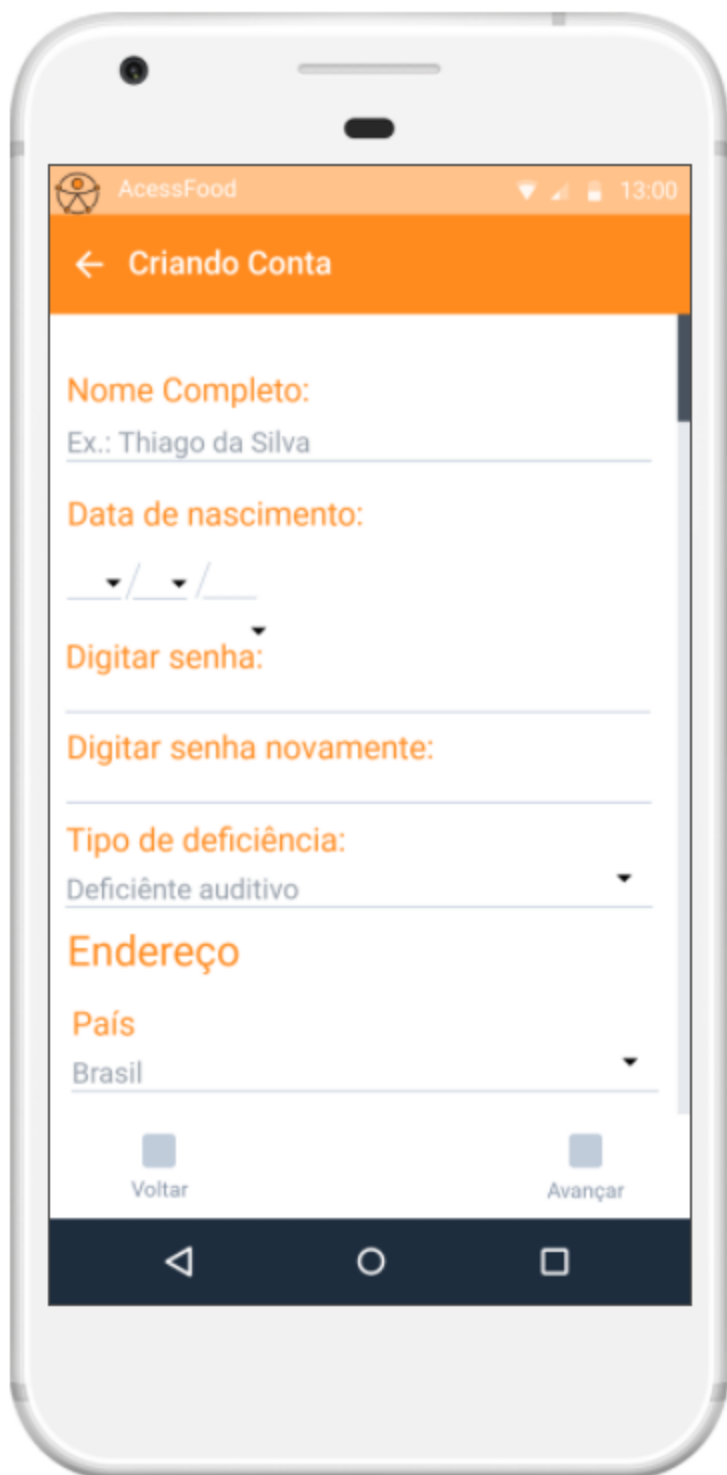 AcessFood 13:00
Criando Conta
Nome Completo:
Ex.: Thiago da Silva
Data de nascimento:
/ /
Digitar senha:
Digitar senha novamente:
Tipo de deficiência:
Deficiênte auditivo
Endereço
País
Brasil
Voltar Avançar